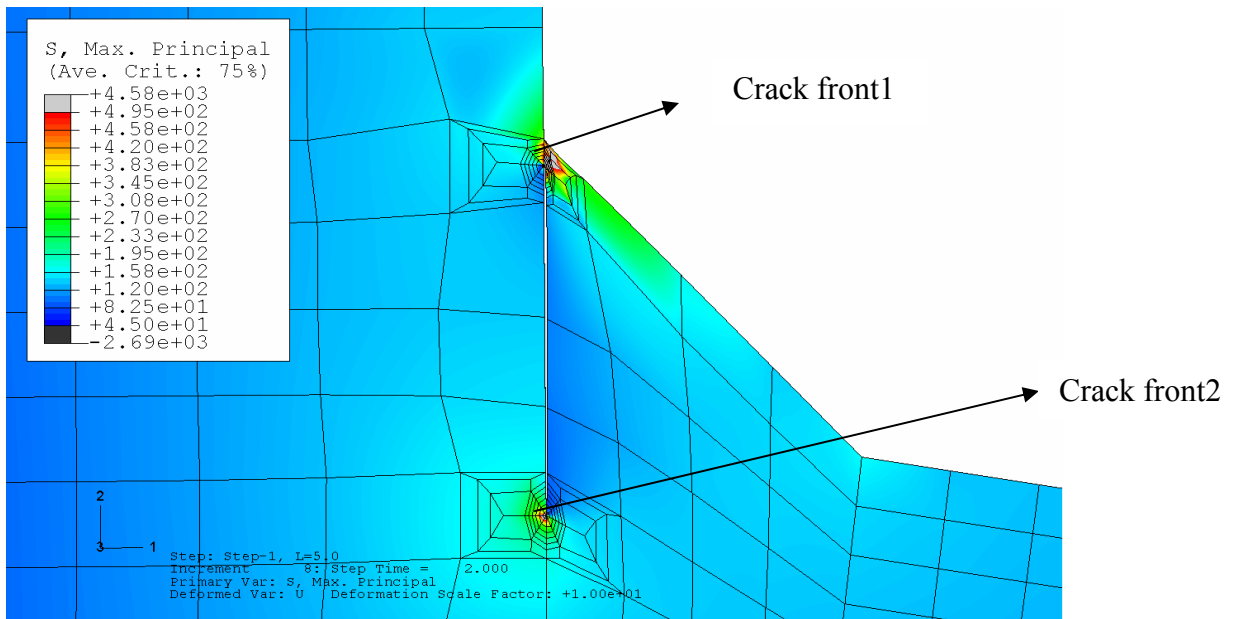 S, Max. Principal
(Ave. Crit.: 75%)
+4.58e+03
+4.95e+02
+4.58e+02
+4.20e+02
+3.83e+02
+3.45e+02
+3.08e+02
+2.70e+02
+2.33e+02
+1.95e+02
+1.58e+02
+1.20e+02
+8.25e+01
+4.50e+01
-2.69e+03
Crack front1
Crack front2
2
3 1
Step: Step-1, L=5.0
Increment 8: Step Time = 2.000
Primary Var: S, Max. Principal
Deformed Var: U Deformation Scale Factor: +1.00e+01